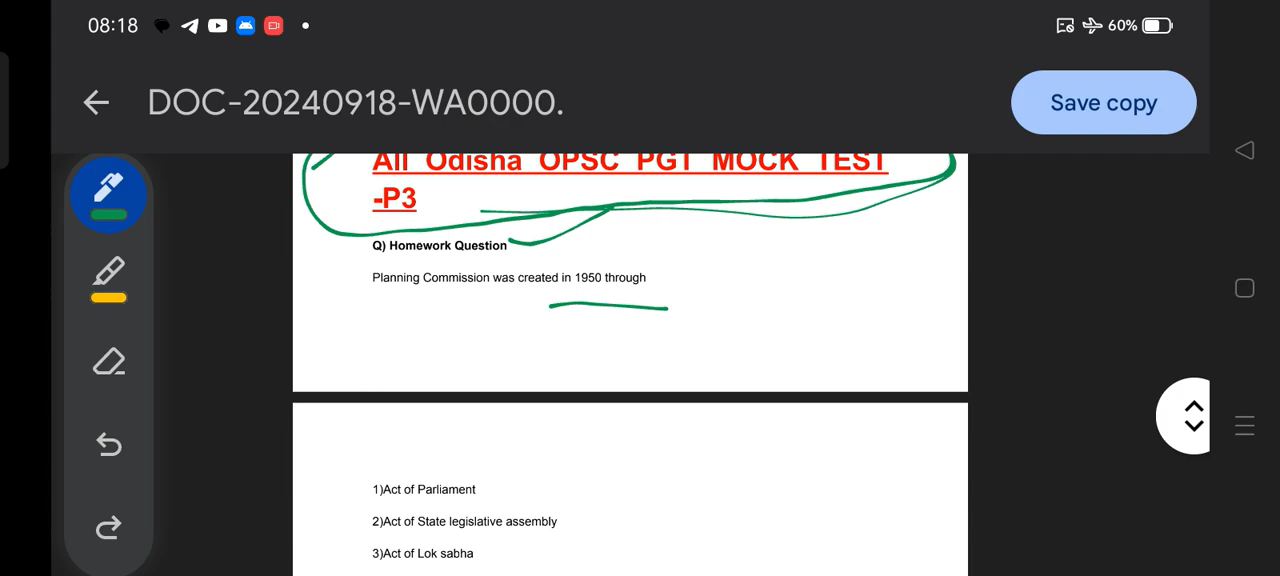 08:18
60%
DOC-20240918-WA0000.
Save copy
All Odisha OPSC PGT MOCK TEST
-P3
Q) Homework Question
Planning Commission was created in 1950 through
1)Act of Parliament
2)Act of State legislative assembly
3)Act of Lok sabha